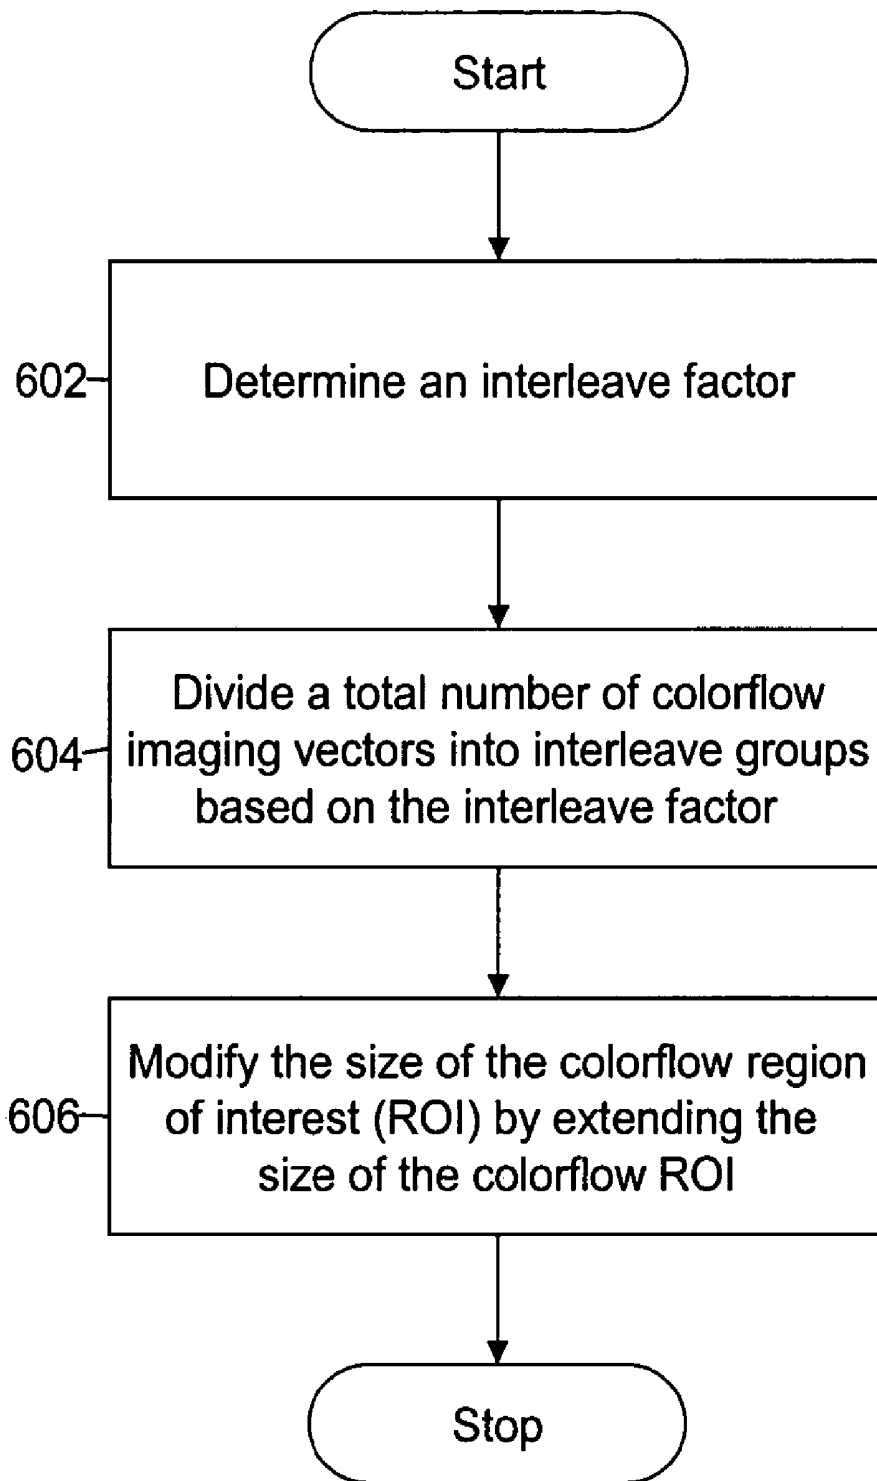 Start
602
Determine an interleave factor
Divide a total number of colorflow
604
imaging vectors into interleave groups
based on the interleave factor
Modify the size of the colorflow region
606
of interest (ROI) by extending the
size of the colorflow ROI
Stop